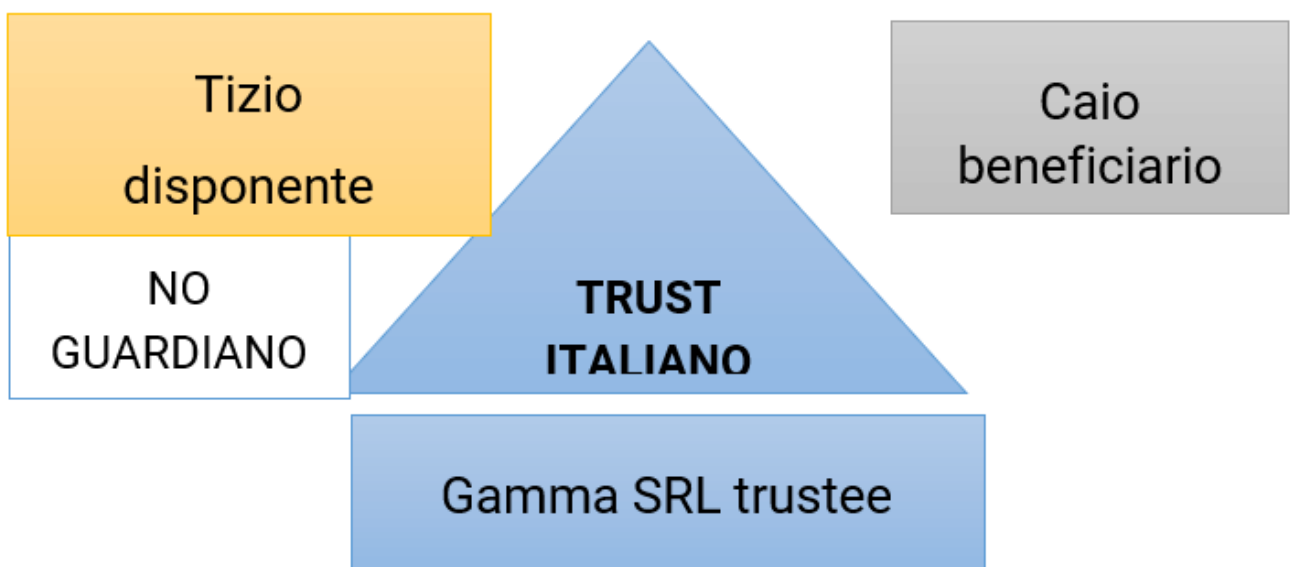 Tizio
disponente
NO
GUARDIANO
TRUST
ITALIANO
Caio
beneficiario
Gamma SRL trustee